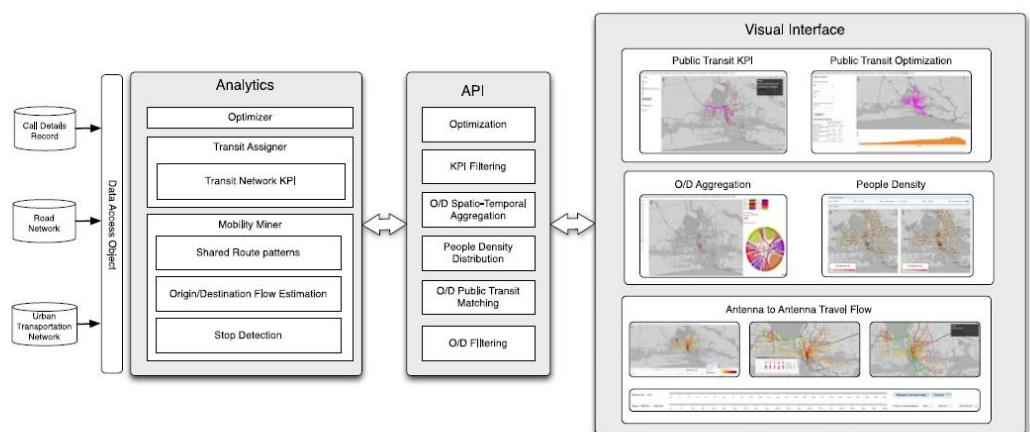 Call Details
Record
Road
Network
Urban
Transportation
Network
Data Access Object
Analytics
Optimizer
Transit Assigner
Transit Network KPI
Mobility Miner
Shared Route patterns
Origin/Destination Flow Estimation
Stop Detection
API
Optimization
KPI Filtering
O/D Spatio-Temporal
Aggregation
People Density
Distribution
O/D Public Transit
Matching
O/D Filtering
Visual Interface
Public Transit KPI
Public Transit Optimization
O/D Aggregation
People Density
Antenna to Antenna Travel Flow